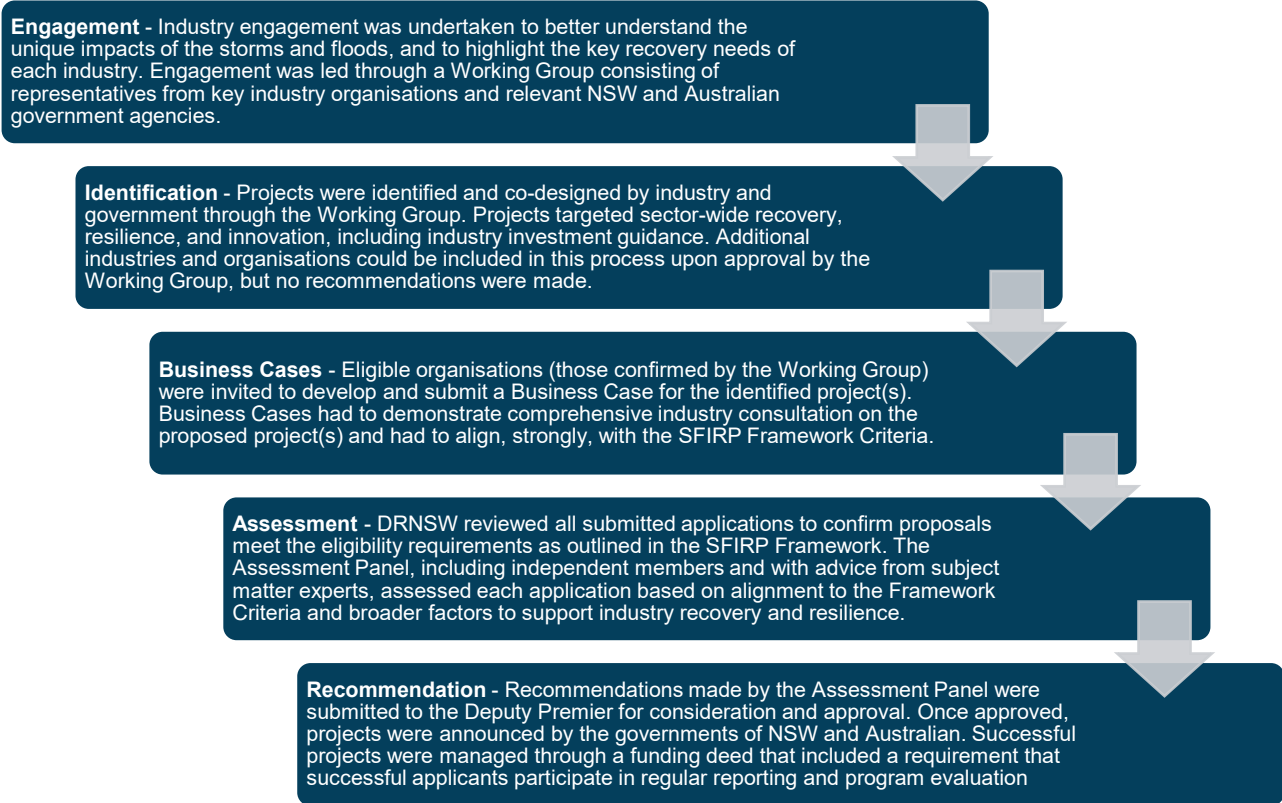 Engagement - Industry engagement was undertaken to better understand the
unique impacts of the storms and floods, and to highlight the key recovery needs of
each industry. Engagement was led through a Working Group consisting of
representatives from key industry organisations and relevant NSW and Australian
government agencies.
Identification - Projects were identified and co-designed by industry and
government through the Working Group. Projects targeted sector-wide recovery,
resilience, and innovation, including industry investment guidance. Additional
industries and organisations could be included in this process upon approval by the
Working Group, but no recommendations were made.
Business Cases - Eligible organisations (those confirmed by the Working Group)
were invited to develop and submit a Business Case for the identified project(s).
Business Cases had to demonstrate comprehensive industry consultation on the
proposed project(s) and had to align, strongly, with the SFIRP Framework Criteria.
Assessment - DRNSW reviewed all submitted applications to confirm proposals
meet the eligibility requirements as outlined in the SFIRP Framework. The
Assessment Panel, including independent members and with advice from subject
matter experts, assessed each application based on alignment to the Framework
Criteria and broader factors to support industry recovery and resilience.
Recommendation - Recommendations made by the Assessment Panel were
submitted to the Deputy Premier for consideration and approval. Once approved,
projects were announced by the governments of NSW and Australian. Successful
projects were managed through a funding deed that included a requirement that
successful applicants participate in regular reporting and program evaluation